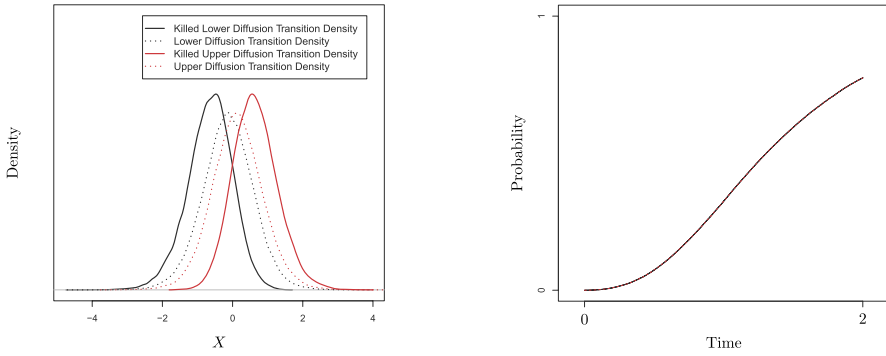 Killed Lower Diffusion Transition Density
Lower Diffusion Transition Density
Killed Upper Diffusion Transition Density
Upper Diffusion Transition Density
Density
−4
−2
0
2
4
X
1
0
Probability
0
2
Time